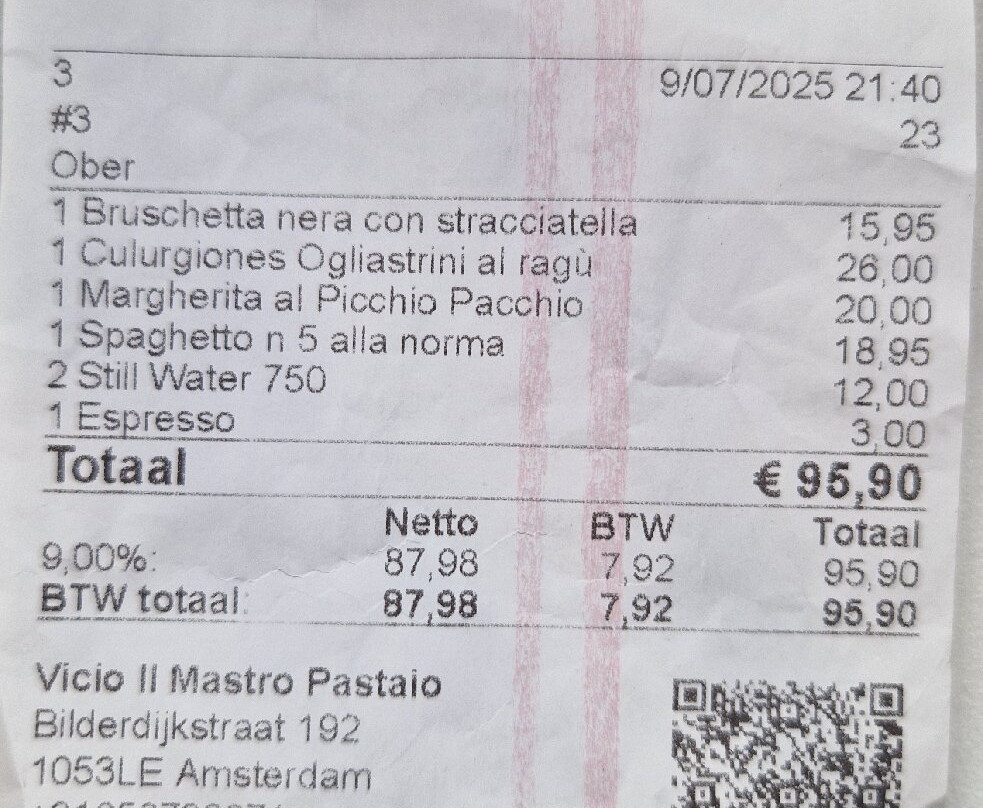 3 9/07/2025 21:40
#3 23
Ober
1 Bruschetta nera con stracciatella 15,95
1 Culurgiones Ogliastrini al ragù 26,00
1 Margherita al Picchio Pacchio 20,00
1 Spaghetto n 5 alla norma 18,95
2 Still Water 750 12,00
1 Espresso 3,00
Totaal € 95,90
Netto BTW Totaal
9,00%: 87,98 7,92 95,90
BTW totaal: 87,98 7,92 95,90
Vicio Il Mastro Pastaio
Bilderdijkstraat 192
1053LE Amsterdam